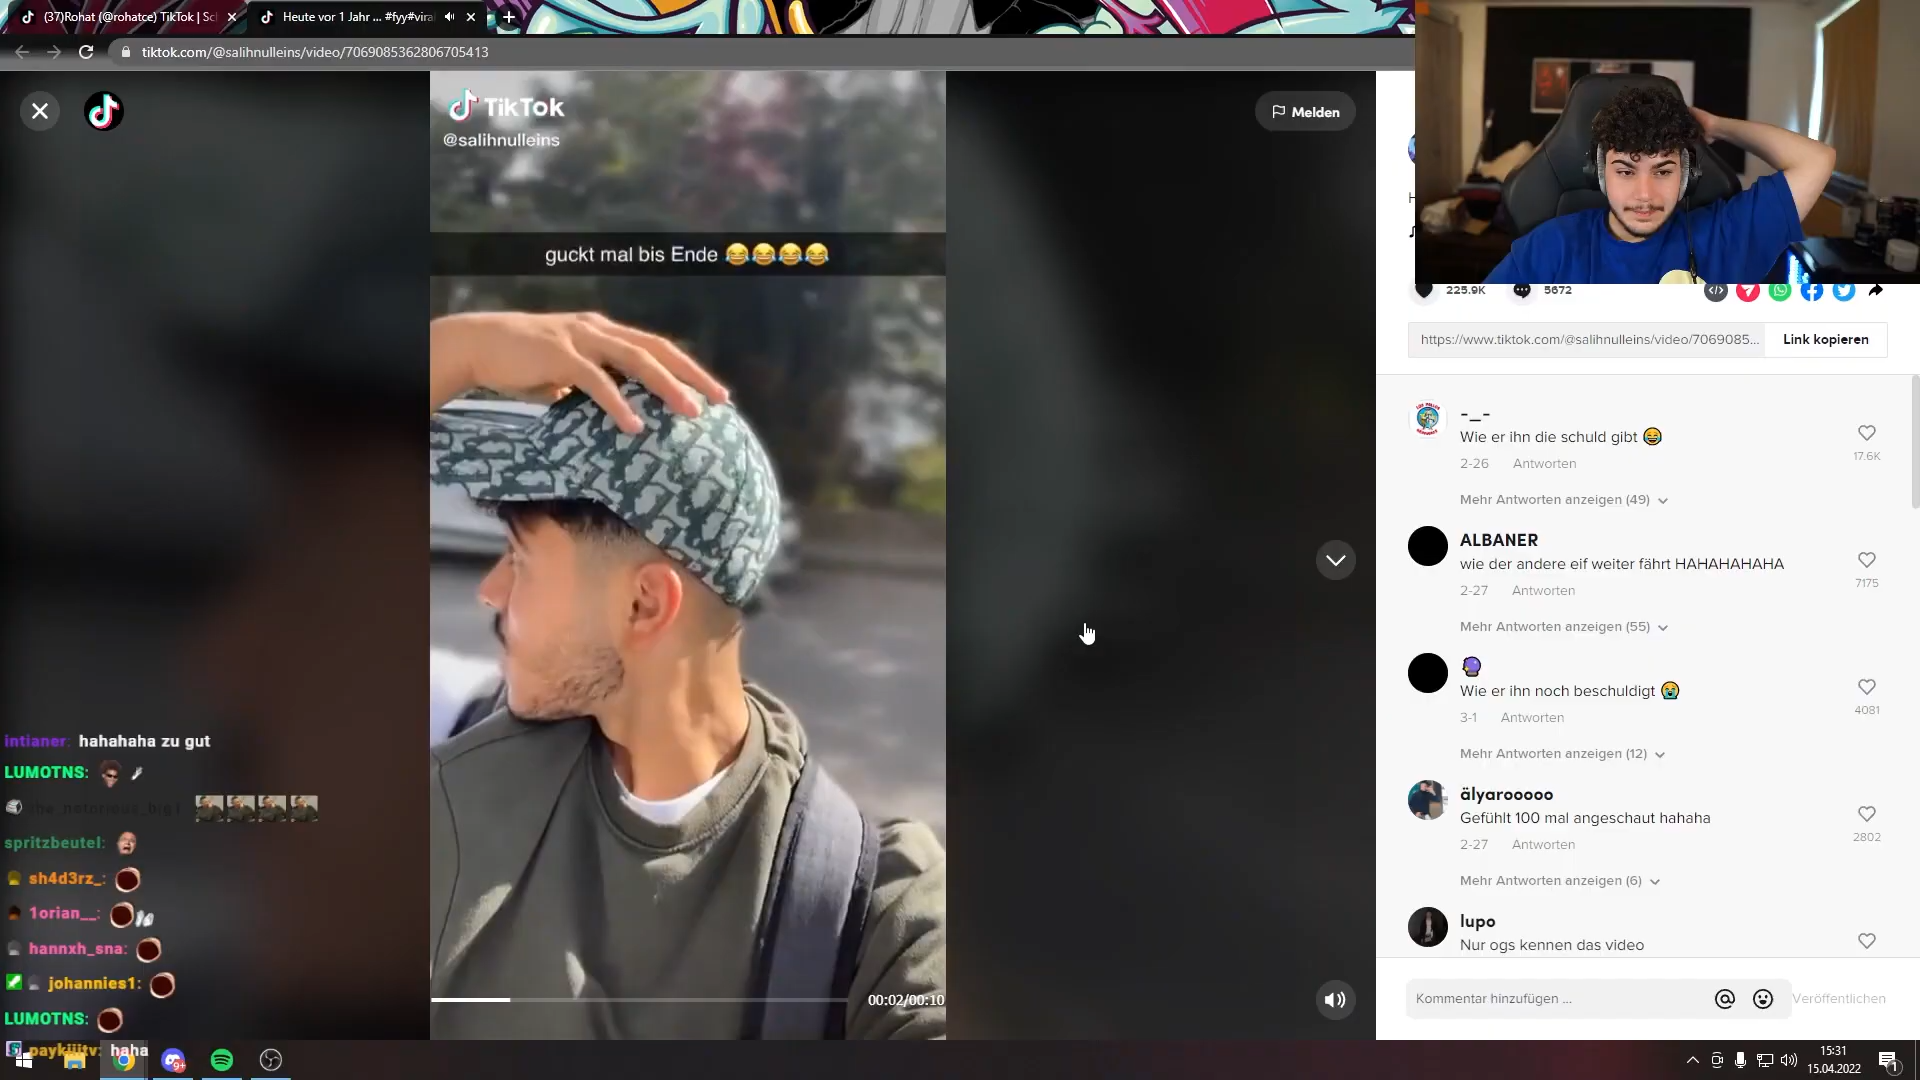 (37)Rohat (@rohatce) TikTok | Sc
Heute vor 1 Jahr ... #fyy#vira
tiktok.com/@salihnulleins/video/7069085362806705413
TikTok
@salihnulleins
Melden
guckt mal bis Ende 😂😂😂😂
225.9K
5672
https://www.tiktok.com/@salihnulleins/video/7069085...
Link kopieren
-_-
Wie er ihn die schuld gibt 😂
2-26 Antworten
17.6K
Mehr Antworten anzeigen (49)
ALBANER
wie der andere eif weiter fährt HAHAHAHAHA
2-27 Antworten
7175
Mehr Antworten anzeigen (55)
🔮
Wie er ihn noch beschuldigt 😭
3-1 Antworten
4081
Mehr Antworten anzeigen (12)
älyarooooo
Gefühlt 100 mal angeschaut hahaha
2-27 Antworten
2802
Mehr Antworten anzeigen (6)
lupo
Nur ogs kennen das video
Kommentar hinzufügen ...
Veröffentlichen
intianer: hahahaha zu gut
LUMOTNS:
the_notorious_big1
spritzbeutel:
sh4d3rz_:
1orian__:
hannxh_sna:
johannies1:
LUMOTNS:
paykiiitv: haha
00:02/00:10
9+
15:31
15.04.2022
1